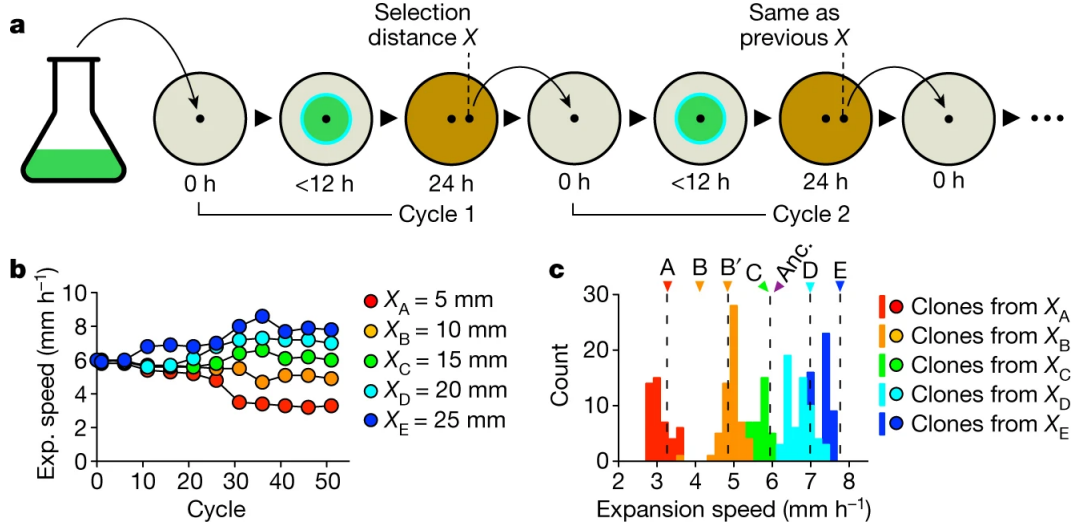 a
Selection
distance X
Same as
previous X
0 h
<12 h
24 h
0 h
<12 h
24 h
0 h
Cycle 1
Cycle 2
b
Exp. speed (mm h⁻¹)
10
8
6
4
2
0
0
10
20
30
40
50
Cycle
X_A = 5 mm
X_B = 10 mm
X_C = 15 mm
X_D = 20 mm
X_E = 25 mm
c
A
B
B′
C
Anc.
D
E
Count
30
20
10
0
2
3
4
5
6
7
8
Expansion speed (mm h⁻¹)
Clones from X_A
Clones from X_B
Clones from X_C
Clones from X_D
Clones from X_E